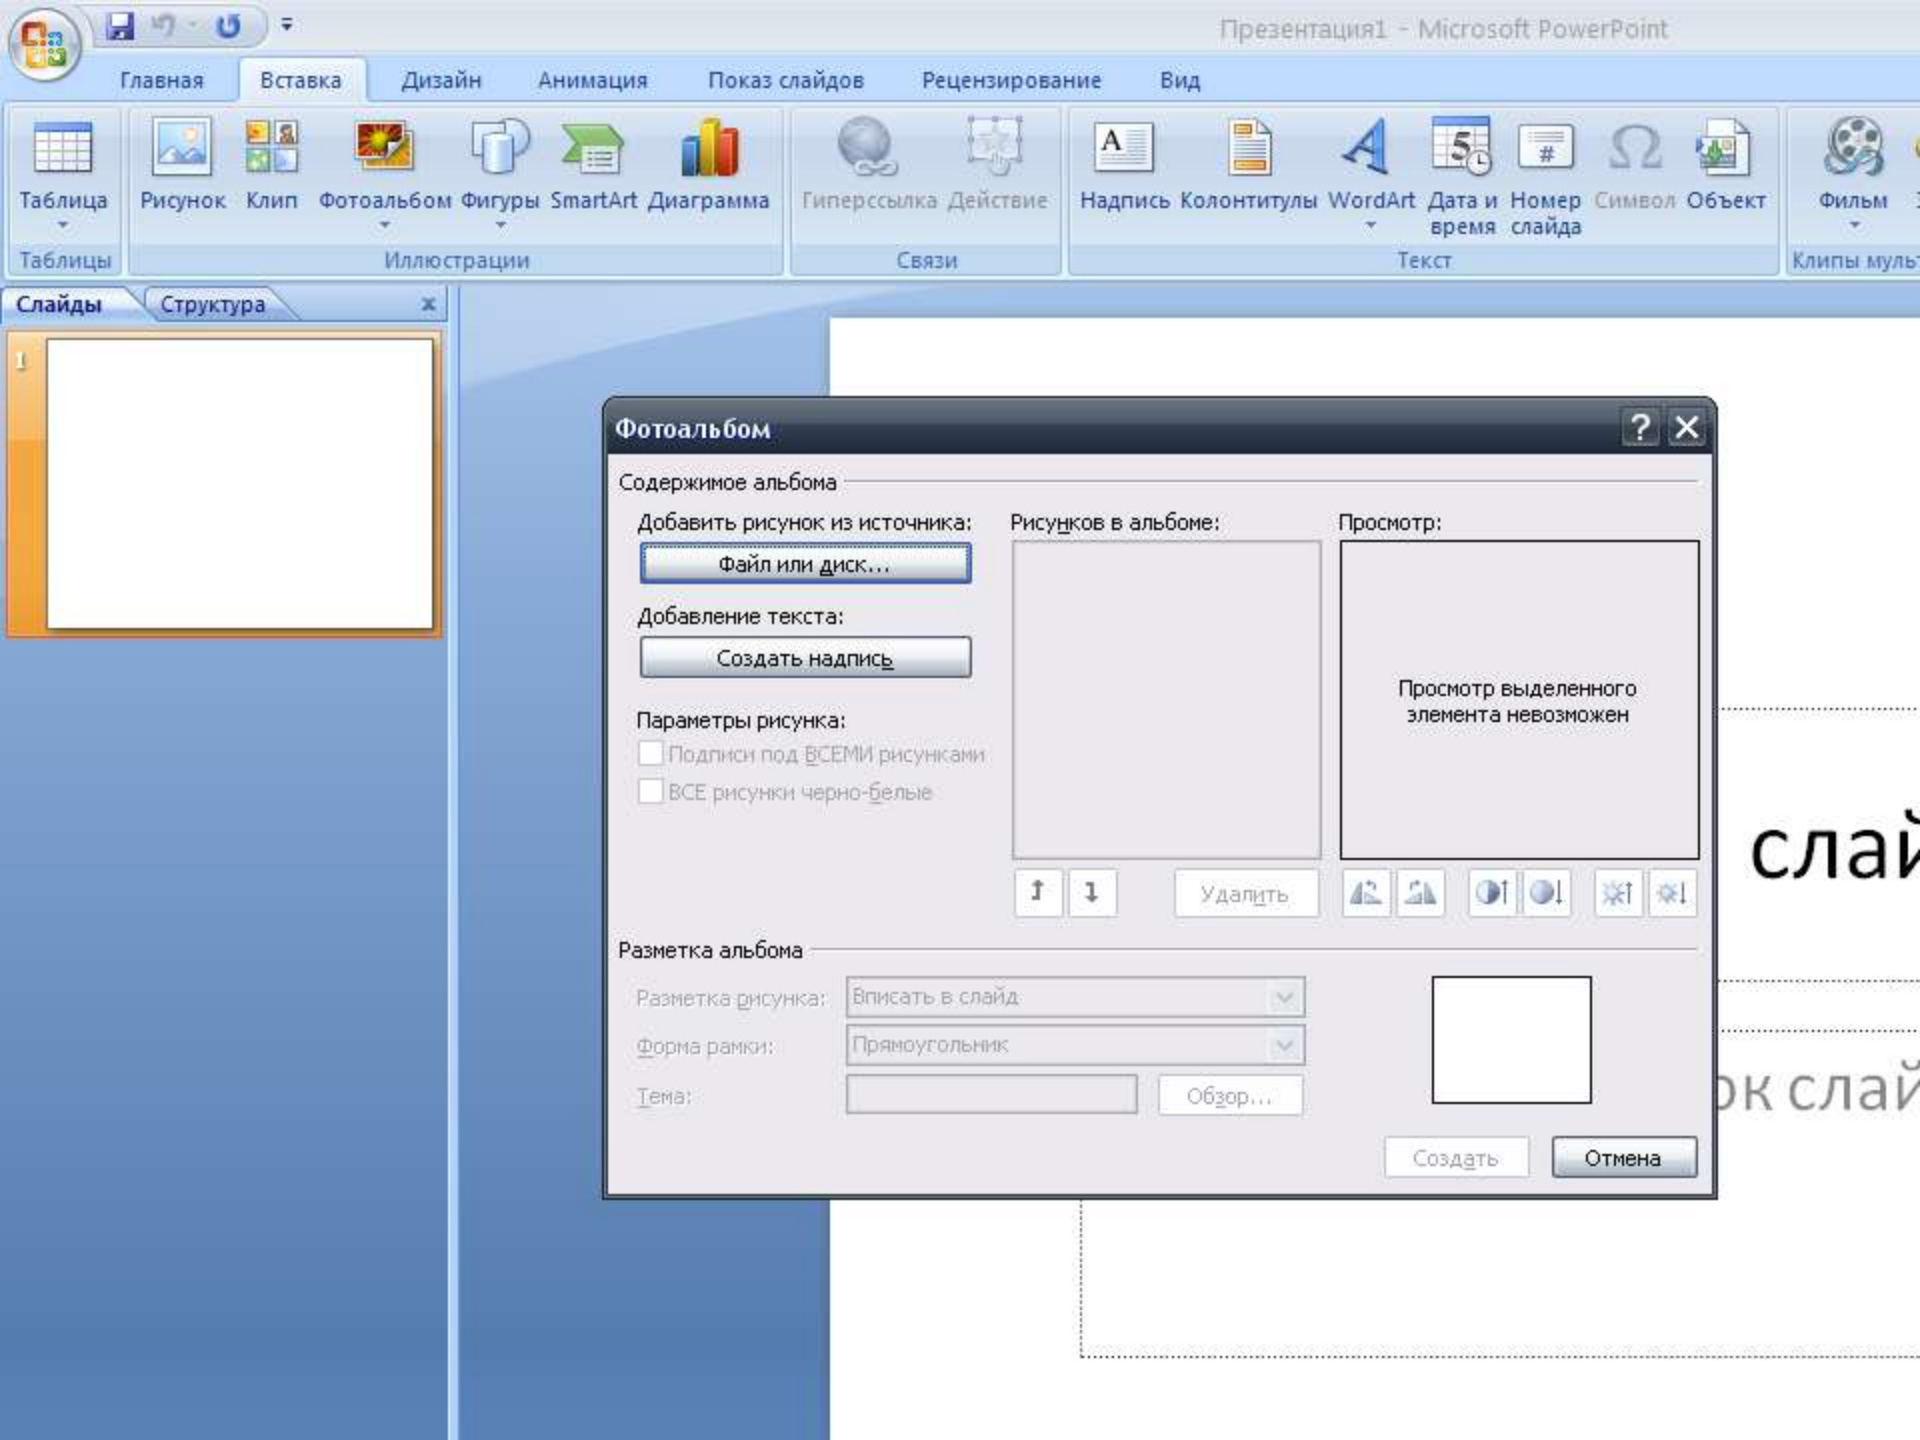 Презентация1 - Microsoft PowerPoint
Главная Вставка Дизайн Анимация Показ слайдов Рецензирование Вид
Таблица Рисунок Клип Фотоальбом Фигуры SmartArt Диаграмма Гиперссылка Действие Надпись Колонтитулы WordArt Дата и время Номер слайда Символ Объект Фильм
Таблицы Иллюстрации Связи Текст Клипы муль
Слайды Структура
1
Фотоальбом
Содержимое альбома
Добавить рисунок из источника: Рисунков в альбоме: Просмотр:
Файл или диск...
Добавление текста:
Создать надпись
Просмотр выделенного
элемента невозможен
Параметры рисунка:
Подписи под ВСЕМИ рисунками
ВСЕ рисунки черно-белые
слай
Удалить
Разметка альбома
Разметка рисунка: Вписать в слайд
Форма рамки: Прямоугольник
Тема: Обзор...
ок слай
Создать Отмена